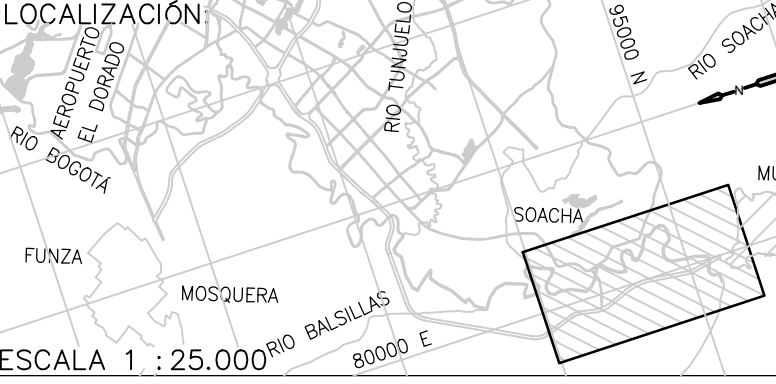 LOCALIZACIÓN:
AEROPUERTO
EL DORADO
RIO TUNJUELO
95000 N
RIO SOACHA
N
RIO BOGOTÁ
SOACHA
FUNZA
MOSQUERA
RIO BALSILLAS
80000 E
ESCALA 1 : 25.000